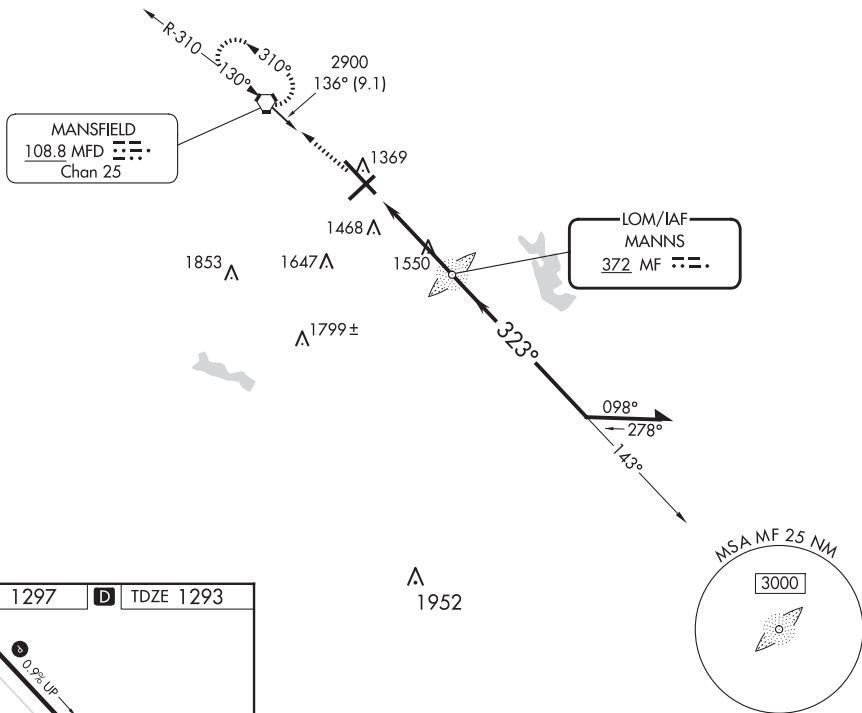 R-310
310°
130°
2900
136° (9.1)
MANSFIELD
108.8 MFD
Chan 25
1369
LOM/IAF
MANNS
372 MF
1468
1550
1853
1647
1799±
323°
098°
278°
143°
MSA MF 25 NM
3000
1952
1297 D TDZE 1293
0.9% UP